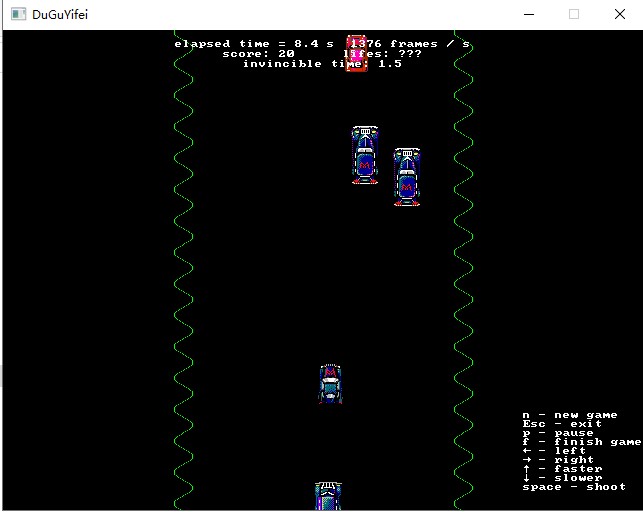 DuGuYifei
elapsed time = 8.4 s 1376 frames / s
score: 20 lifes: ???
invincible time: 1.5
n - new game
Esc - exit
p - pause
f - finish game
← - left
→ - right
↑ - faster
↓ - slower
space - shoot